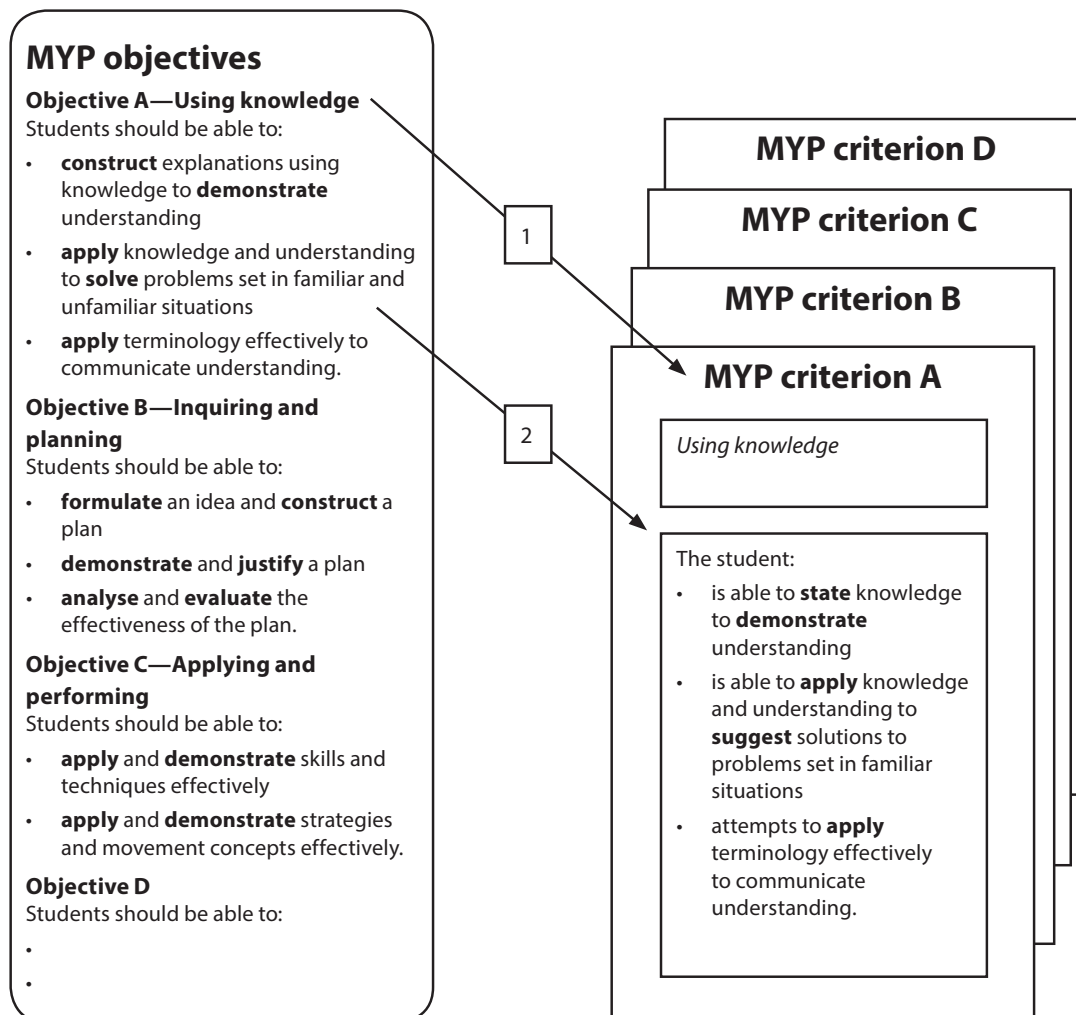 MYP objectives
Objective A—Using knowledge
Students should be able to:
• construct explanations using
knowledge to demonstrate
understanding
• apply knowledge and understanding
to solve problems set in familiar and
unfamiliar situations
• apply terminology effectively to
communicate understanding.
Objective B—Inquiring and
planning
Students should be able to:
• formulate an idea and construct a
plan
• demonstrate and justify a plan
• analyse and evaluate the
effectiveness of the plan.
Objective C—Applying and
performing
Students should be able to:
• apply and demonstrate skills and
techniques effectively
• apply and demonstrate strategies
and movement concepts effectively.
Objective D
Students should be able to:
•
•
1
2
MYP criterion D
MYP criterion C
MYP criterion B
MYP criterion A
Using knowledge
The student:
• is able to state knowledge
to demonstrate
understanding
• is able to apply knowledge
and understanding to
suggest solutions to
problems set in familiar
situations
• attempts to apply
terminology effectively
to communicate
understanding.